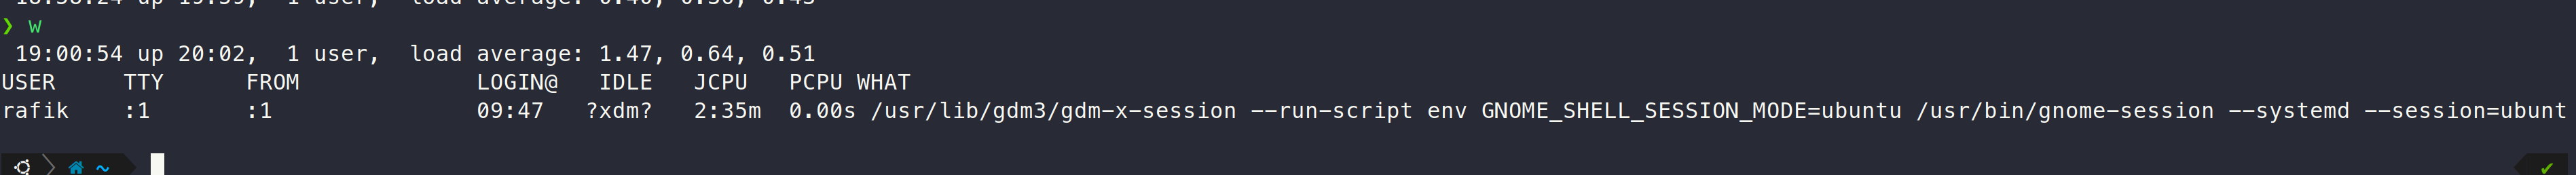 ❯ w
 19:00:54 up 20:02,  1 user,  load average: 1.47, 0.64, 0.51
USER     TTY      FROM             LOGIN@   IDLE   JCPU   PCPU WHAT
rafik    :1       :1               09:47   ?xdm?   2:35m  0.00s /usr/lib/gdm3/gdm-x-session --run-script env GNOME_SHELL_SESSION_MODE=ubuntu /usr/bin/gnome-session --systemd --session=ubunt
~